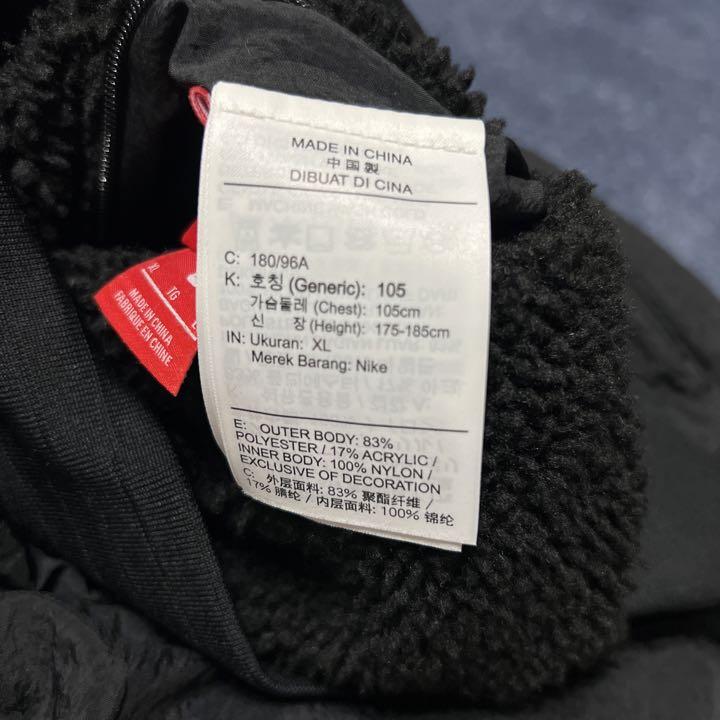 MADE IN CHINA
中国製
DIBUAT DI CINA
C: 180/96A
K: 호칭 (Generic): 105
가슴둘레 (Chest): 105cm
신 장 (Height): 175-185cm
IN: Ukuran: XL
Merek Barang: Nike
E: OUTER BODY: 83%
POLYESTER / 17% ACRYLIC /
INNER BODY: 100% NYLON /
EXCLUSIVE OF DECORATION
C: 外层面料: 83% 聚酯纤维 /
17% 腈纶 / 内层面料: 100% 锦纶
XL
TG
MADE IN CHINA
FABRIQUE EN CHINE